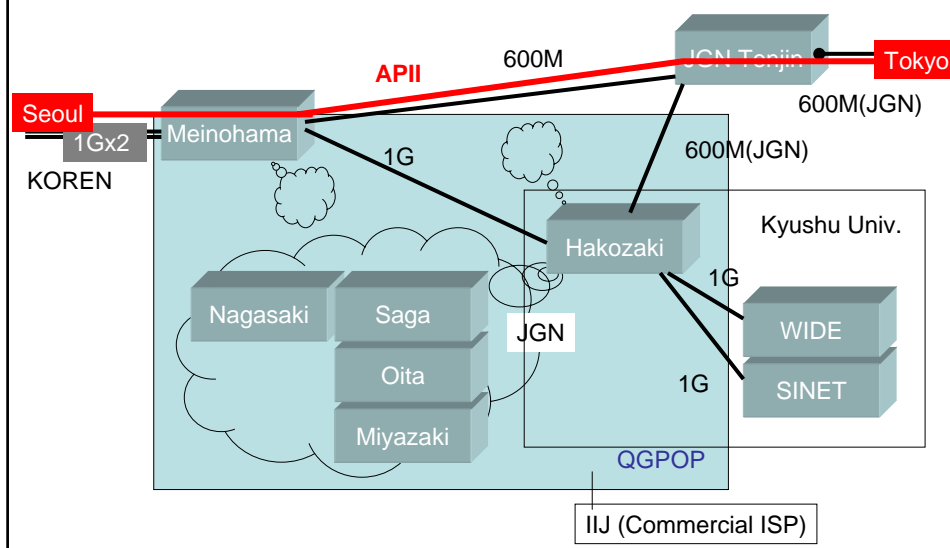 600M
APII
JGN Tenjin
Tokyo
600M(JGN)
Seoul
Meinohama
1Gx2
KOREN
1G
600M(JGN)
Kyushu Univ.
Hakozaki
1G
Nagasaki
Saga
JGN
WIDE
Oita
1G
SINET
Miyazaki
QGPOP
IIJ (Commercial ISP)